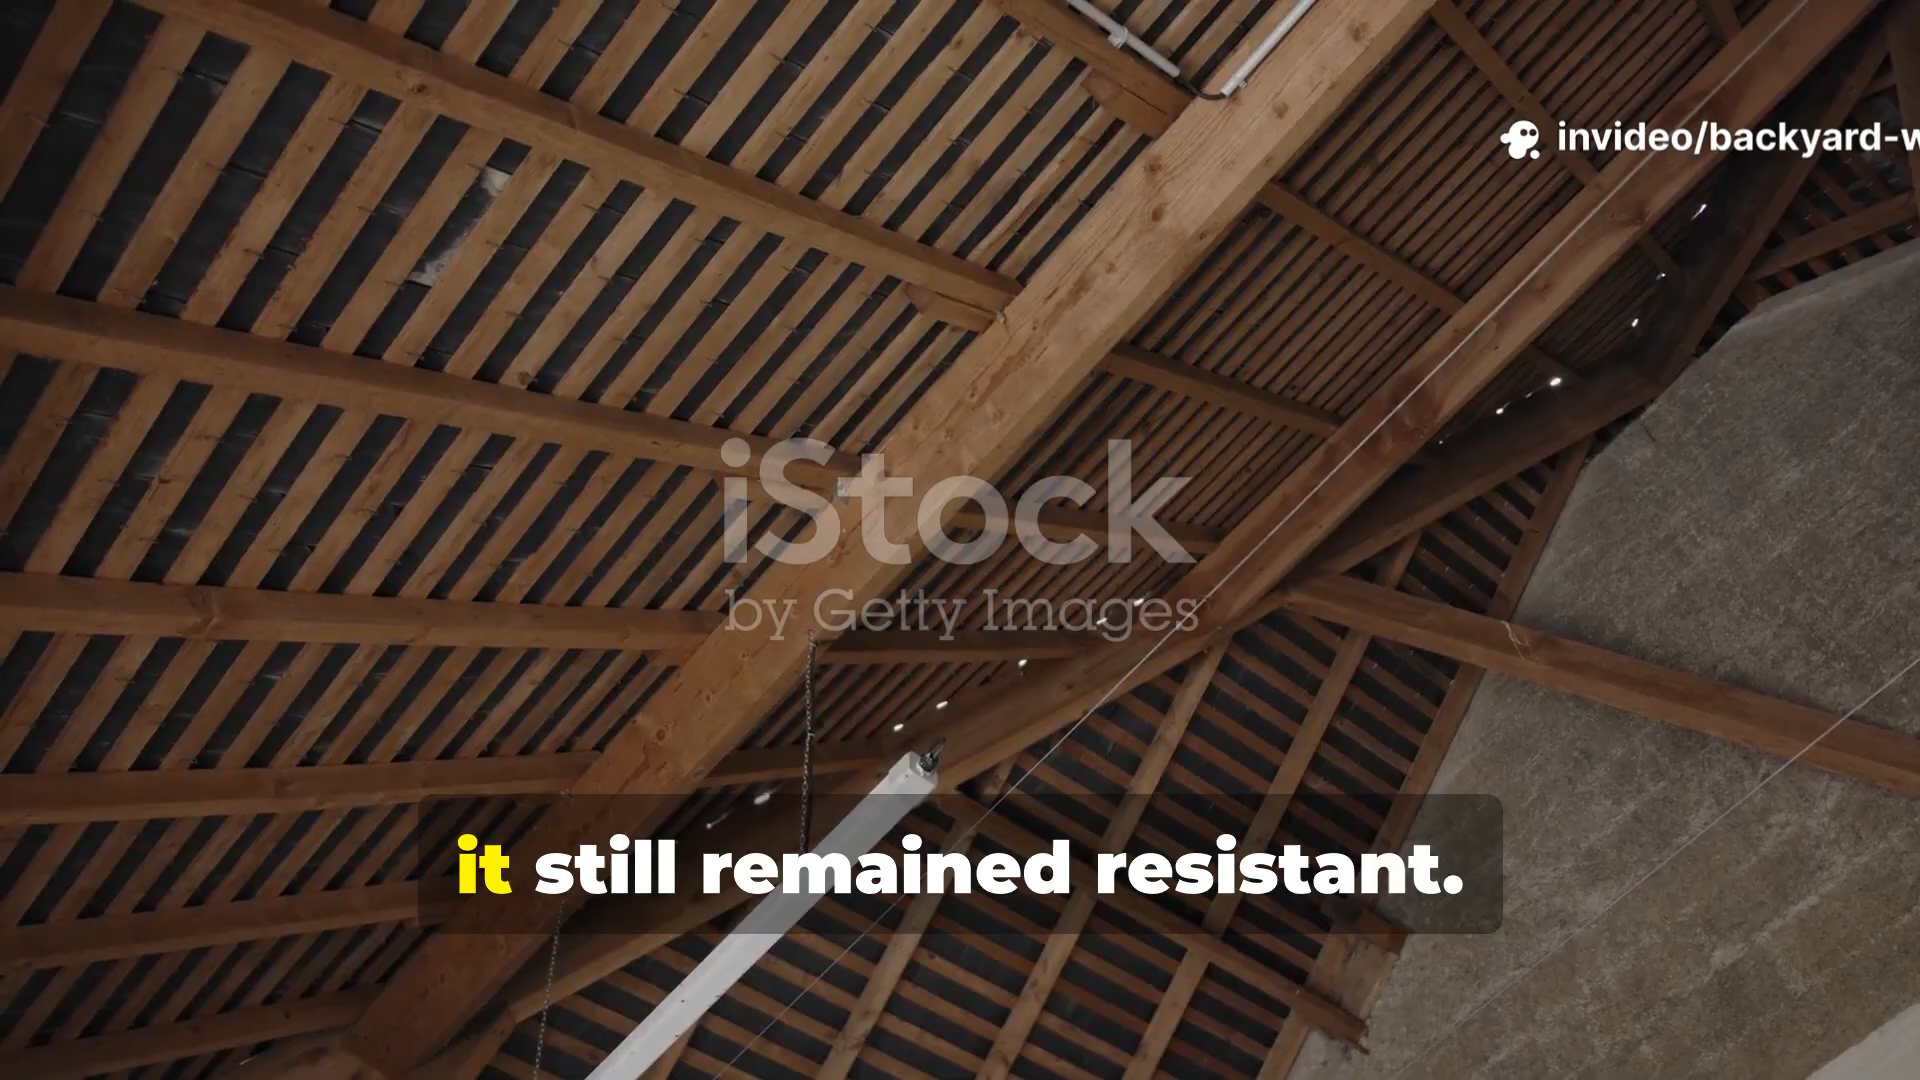 invideo/backyard-w
iStock
by Getty Images
it still remained resistant.